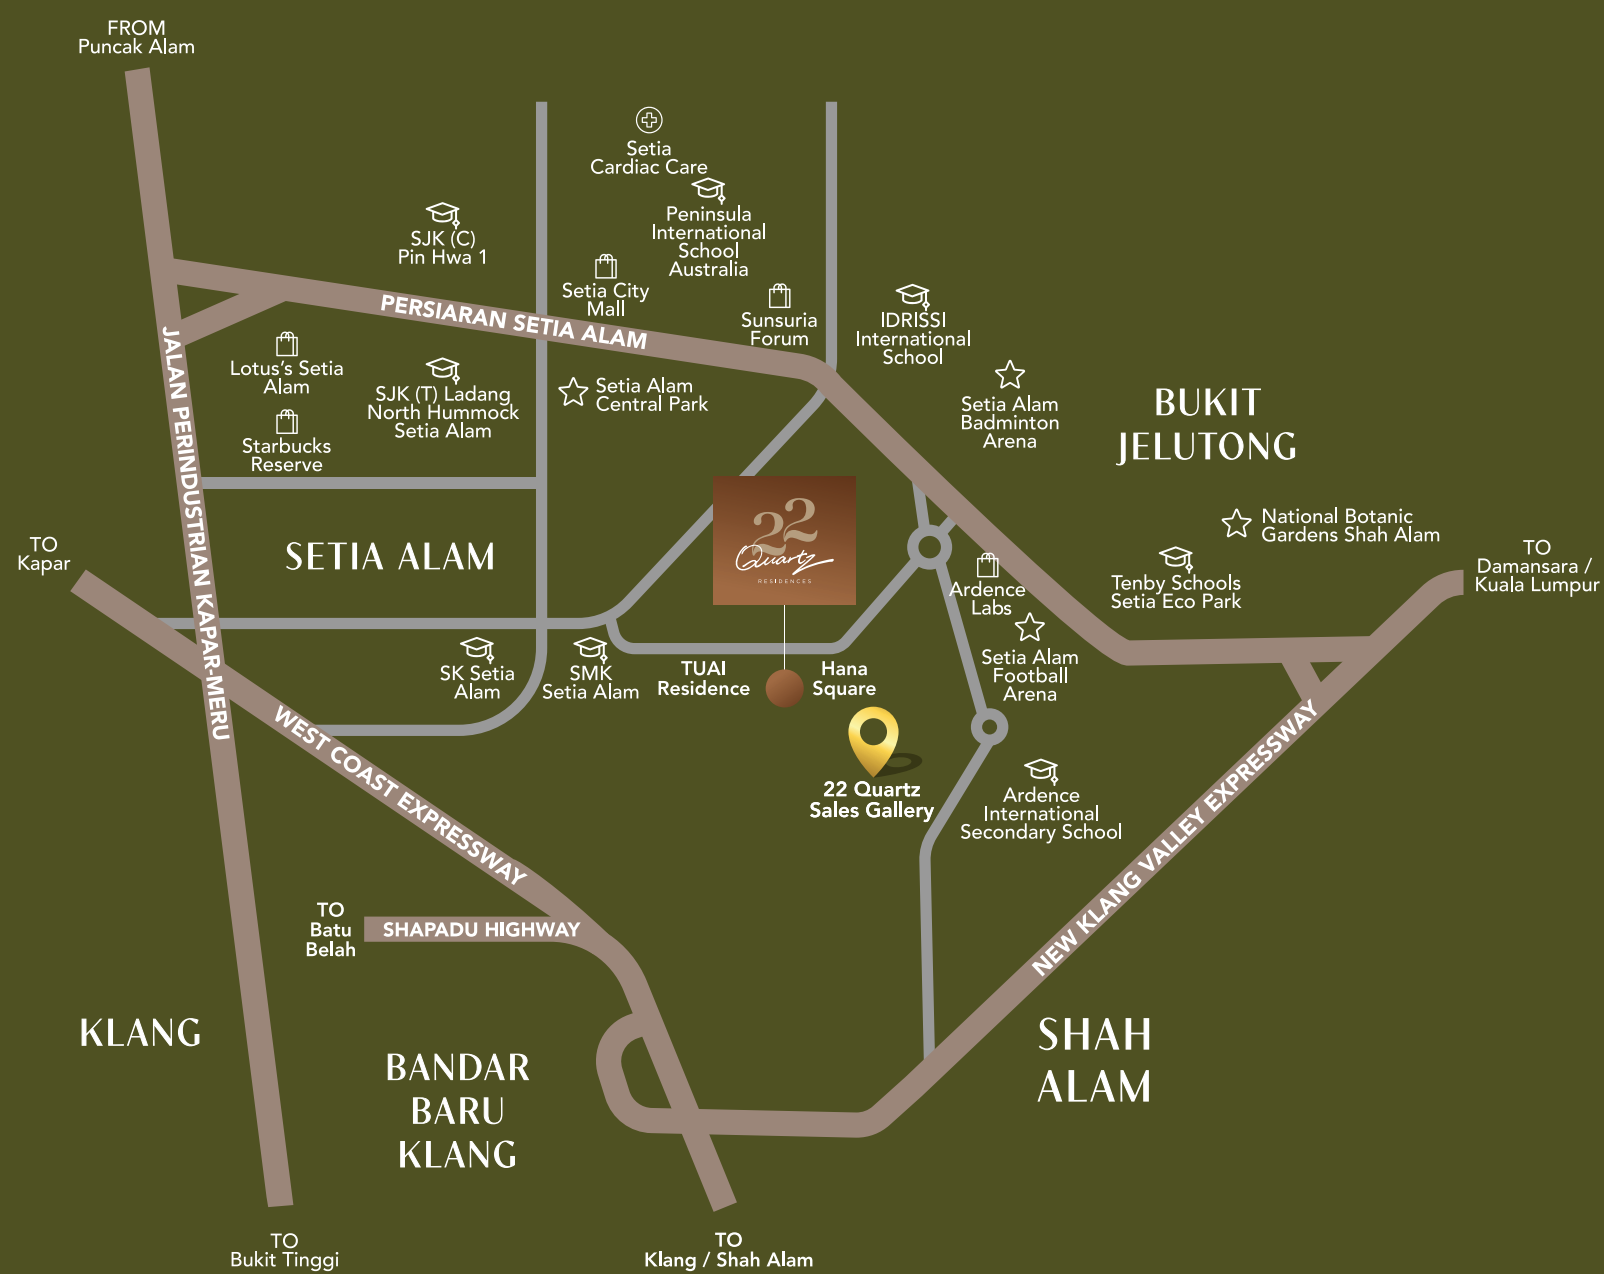 FROM
Puncak Alam
Setia
Cardiac Care
Peninsula
International
School
Australia
SJK (C)
Pin Hwa 1
Setia City
Mall
Sunsuria
Forum
IDRISSI
International
School
PERSIARAN SETIA ALAM
JALAN PERINDUSTRIAN KAPAR-MERU
Lotus's Setia
Alam
SJK (T) Ladang
North Hummock
Setia Alam
Setia Alam
Central Park
Setia Alam
Badminton
Arena
BUKIT
JELUTONG
Starbucks
Reserve
National Botanic
Gardens Shah Alam
22
Quartz
RESIDENCES
TO
Kapar
SETIA ALAM
Ardence
Labs
Tenby Schools
Setia Eco Park
TO
Damansara /
Kuala Lumpur
SK Setia
Alam
SMK
Setia Alam
TUAI
Residence
Hana
Square
Setia Alam
Football
Arena
WEST COAST EXPRESSWAY
22 Quartz
Sales Gallery
Ardence
International
Secondary School
NEW KLANG VALLEY EXPRESSWAY
TO
Batu
Belah
SHAPADU HIGHWAY
KLANG
BANDAR
BARU
KLANG
SHAH
ALAM
TO
Bukit Tinggi
TO
Klang / Shah Alam